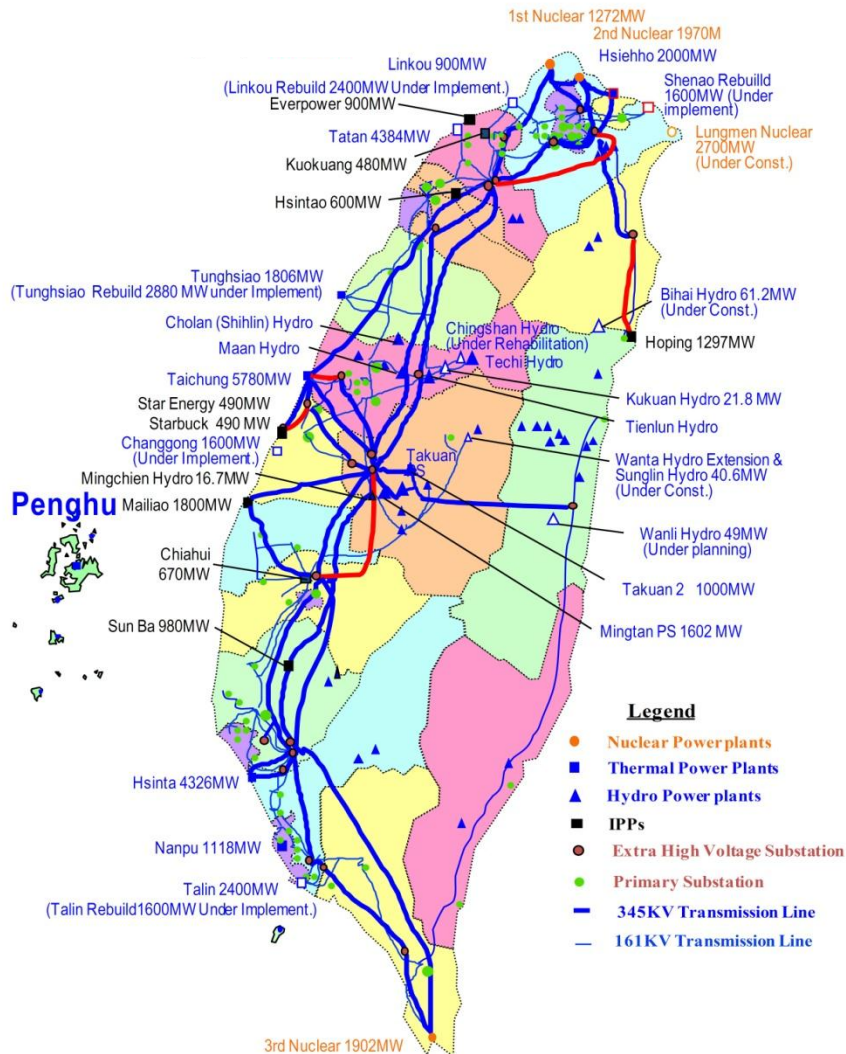 1st Nuclear 1272MW
2nd Nuclear 1970M
Linkou 900MW
Hsiehho 2000MW
(Linkou Rebuild 2400MW Under Implement.)
Shenao Rebuilld
1600MW (Under
implement)
Everpower 900MW
Tatan 4384MW
Lungmen Nuclear
2700MW
(Under Const.)
Kuokuang 480MW
Hsintao 600MW
Tunghsiao 1806MW
(Tunghsiao Rebuild 2880 MW under Implement)
Bihai Hydro 61.2MW
(Under Const.)
Cholan (Shihlin) Hydro
Chingshan Hydro
(Under Rehabilitation)
Techi Hydro
Hoping 1297MW
Maan Hydro
Taichung 5780MW
Kukuan Hydro 21.8 MW
Star Energy 490MW
Starbuck 490 MW
Tienlun Hydro
Changgong 1600MW
(Under Implement.)
Takuan
PS
Wanta Hydro Extension &
Sunglin Hydro 40.6MW
(Under Const.)
Mingchien Hydro 16.7MW
Penghu
Mailiao 1800MW
Wanli Hydro 49MW
(Under planning)
Chiahui
670MW
Takuan 2 1000MW
Sun Ba 980MW
Mingtan PS 1602 MW
Legend
Nuclear Power plants
Thermal Power Plants
Hydro Power plants
IPPs
Extra High Voltage Substation
Primary Substation
345KV Transmission Line
161KV Transmission Line
Hsinta 4326MW
Nanpu 1118MW
Talin 2400MW
(Talin Rebuild1600MW Under Implement.)
3rd Nuclear 1902MW